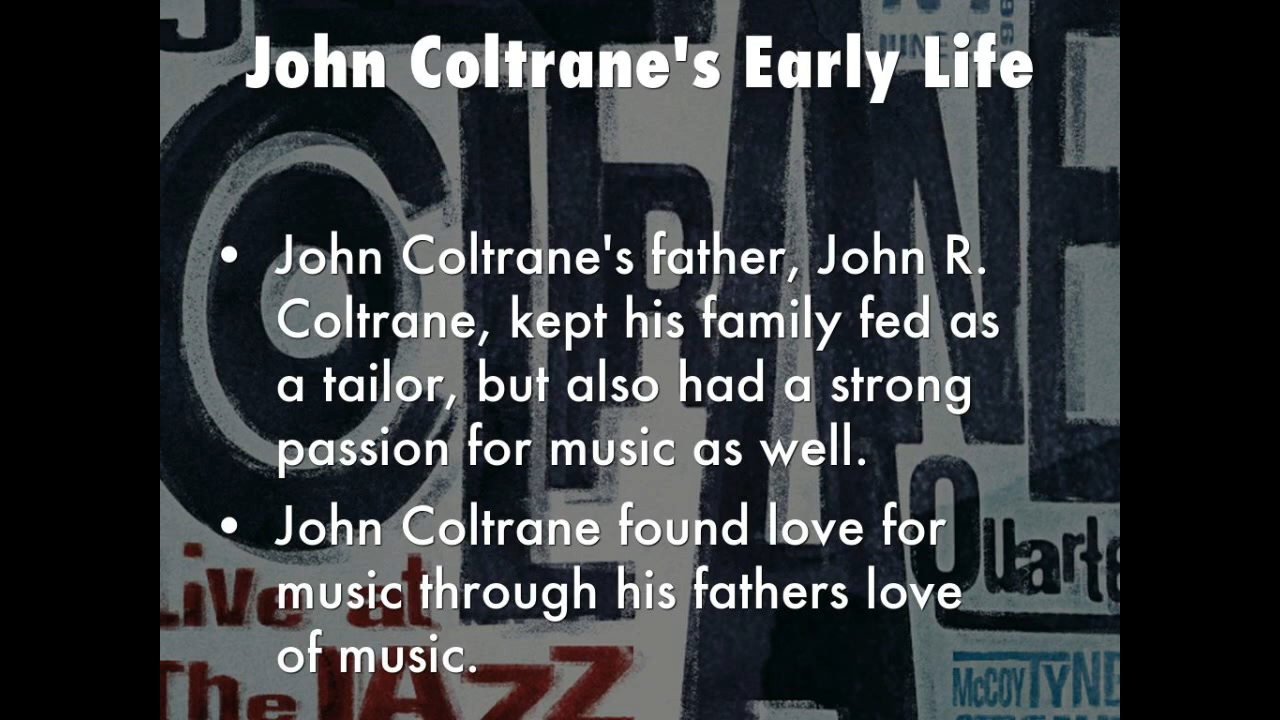 John Coltrane's Early Life
• John Coltrane's father, John R.
Coltrane, kept his family fed as
a tailor, but also had a strong
passion for music as well.
• John Coltrane found love for
music through his fathers love
of music.
Quarte
Live at
The JAZZ
McCOY TYNE